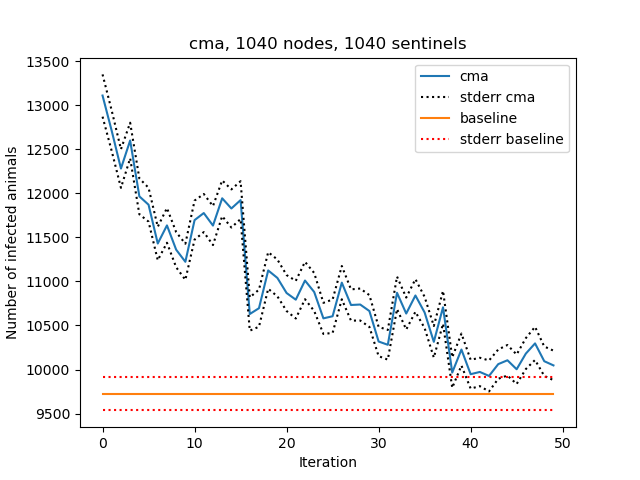 cma, 1040 nodes, 1040 sentinels
13500
13000
12500
12000
11500
11000
10500
10000
9500
Number of infected animals
cma
stderr cma
baseline
stderr baseline
0 10 20 30 40 50
Iteration